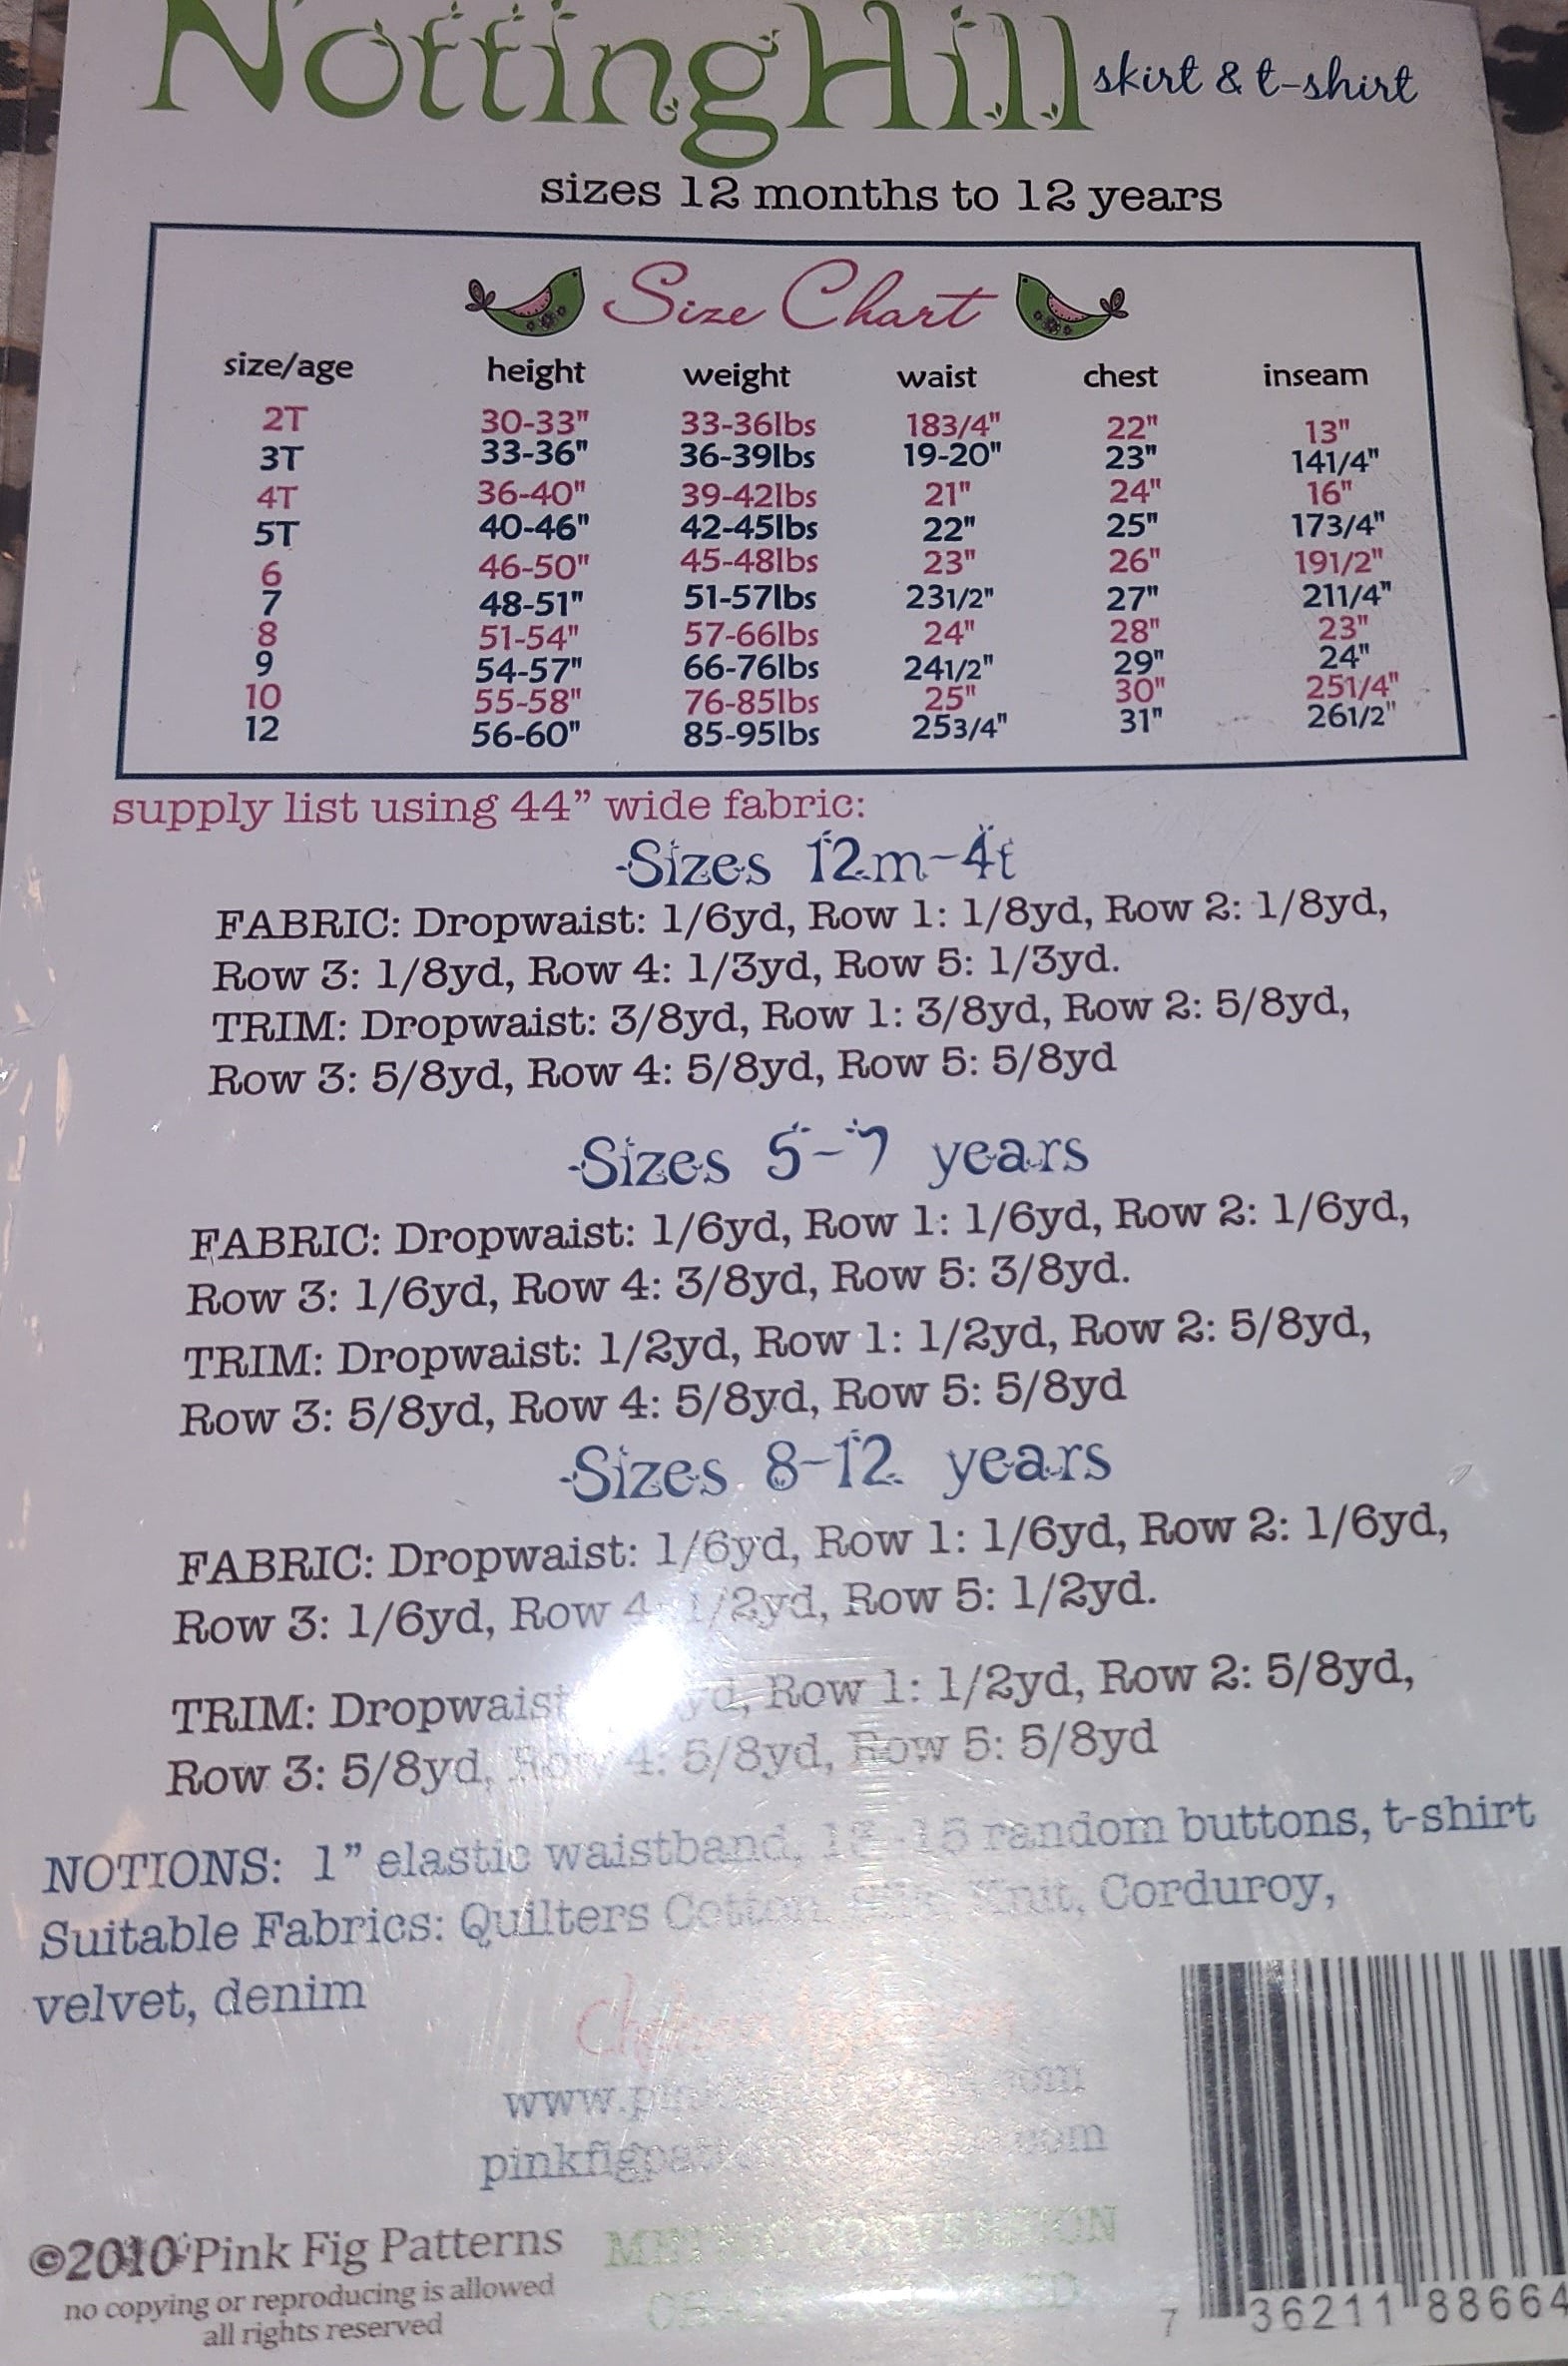 NottingHill skirt & t-shirt
sizes 12 months to 12 years
Size Chart
size/age height weight waist chest inseam
2T 30-33" 33-36lbs 183/4" 22" 13"
3T 33-36" 36-39lbs 19-20" 23" 141/4"
4T 36-40" 39-42lbs 21" 24" 16"
5T 40-46" 42-45lbs 22" 25" 173/4"
6 46-50" 45-48lbs 23" 26" 191/2"
7 48-51" 51-57lbs 231/2" 27" 211/4"
8 51-54" 57-66lbs 24" 28" 23"
9 54-57" 66-76lbs 241/2" 29" 24"
10 55-58" 76-85lbs 25" 30" 251/4"
12 56-60" 85-95lbs 253/4" 31" 261/2"
supply list using 44” wide fabric:
Sizes 12m-4t
FABRIC: Dropwaist: 1/6yd, Row 1: 1/8yd, Row 2: 1/8yd,
Row 3: 1/8yd, Row 4: 1/3yd, Row 5: 1/3yd.
TRIM: Dropwaist: 3/8yd, Row 1: 3/8yd, Row 2: 5/8yd,
Row 3: 5/8yd, Row 4: 5/8yd, Row 5: 5/8yd
Sizes 5-7 years
FABRIC: Dropwaist: 1/6yd, Row 1: 1/6yd, Row 2: 1/6yd,
Row 3: 1/6yd, Row 4: 3/8yd, Row 5: 3/8yd.
TRIM: Dropwaist: 1/2yd, Row 1: 1/2yd, Row 2: 5/8yd,
Row 3: 5/8yd, Row 4: 5/8yd, Row 5: 5/8yd
Sizes 8-12 years
FABRIC: Dropwaist: 1/6yd, Row 1: 1/6yd, Row 2: 1/6yd,
Row 3: 1/6yd, Row 4: 1/2yd, Row 5: 1/2yd.
TRIM: Dropwaist Row 1: 1/2yd, Row 2: 5/8yd,
Row 3: 5/8yd, Row 4: 5/8yd, Row 5: 5/8yd
NOTIONS: 1” elastic waistband, random buttons, t-shirt
Suitable Fabrics: Quilters Cotton, Knit, Corduroy,
velvet, denim
©2010 Pink Fig Patterns
no copying or reproducing is allowed
all rights reserved
METRIC CONVERSION
7 36211 88664